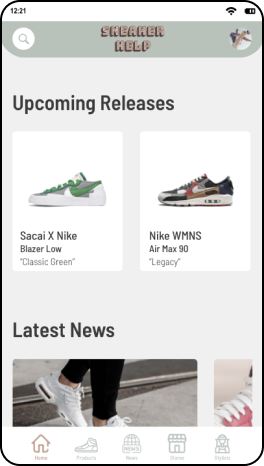 12:21
SNEAKER
HELP
Upcoming Releases
Sacai X Nike
Blazer Low
"Classic Green"
Nike WMNS
Air Max 90
"Legacy"
Latest News
NEWS
Home
Products
News
Stores
Stylists